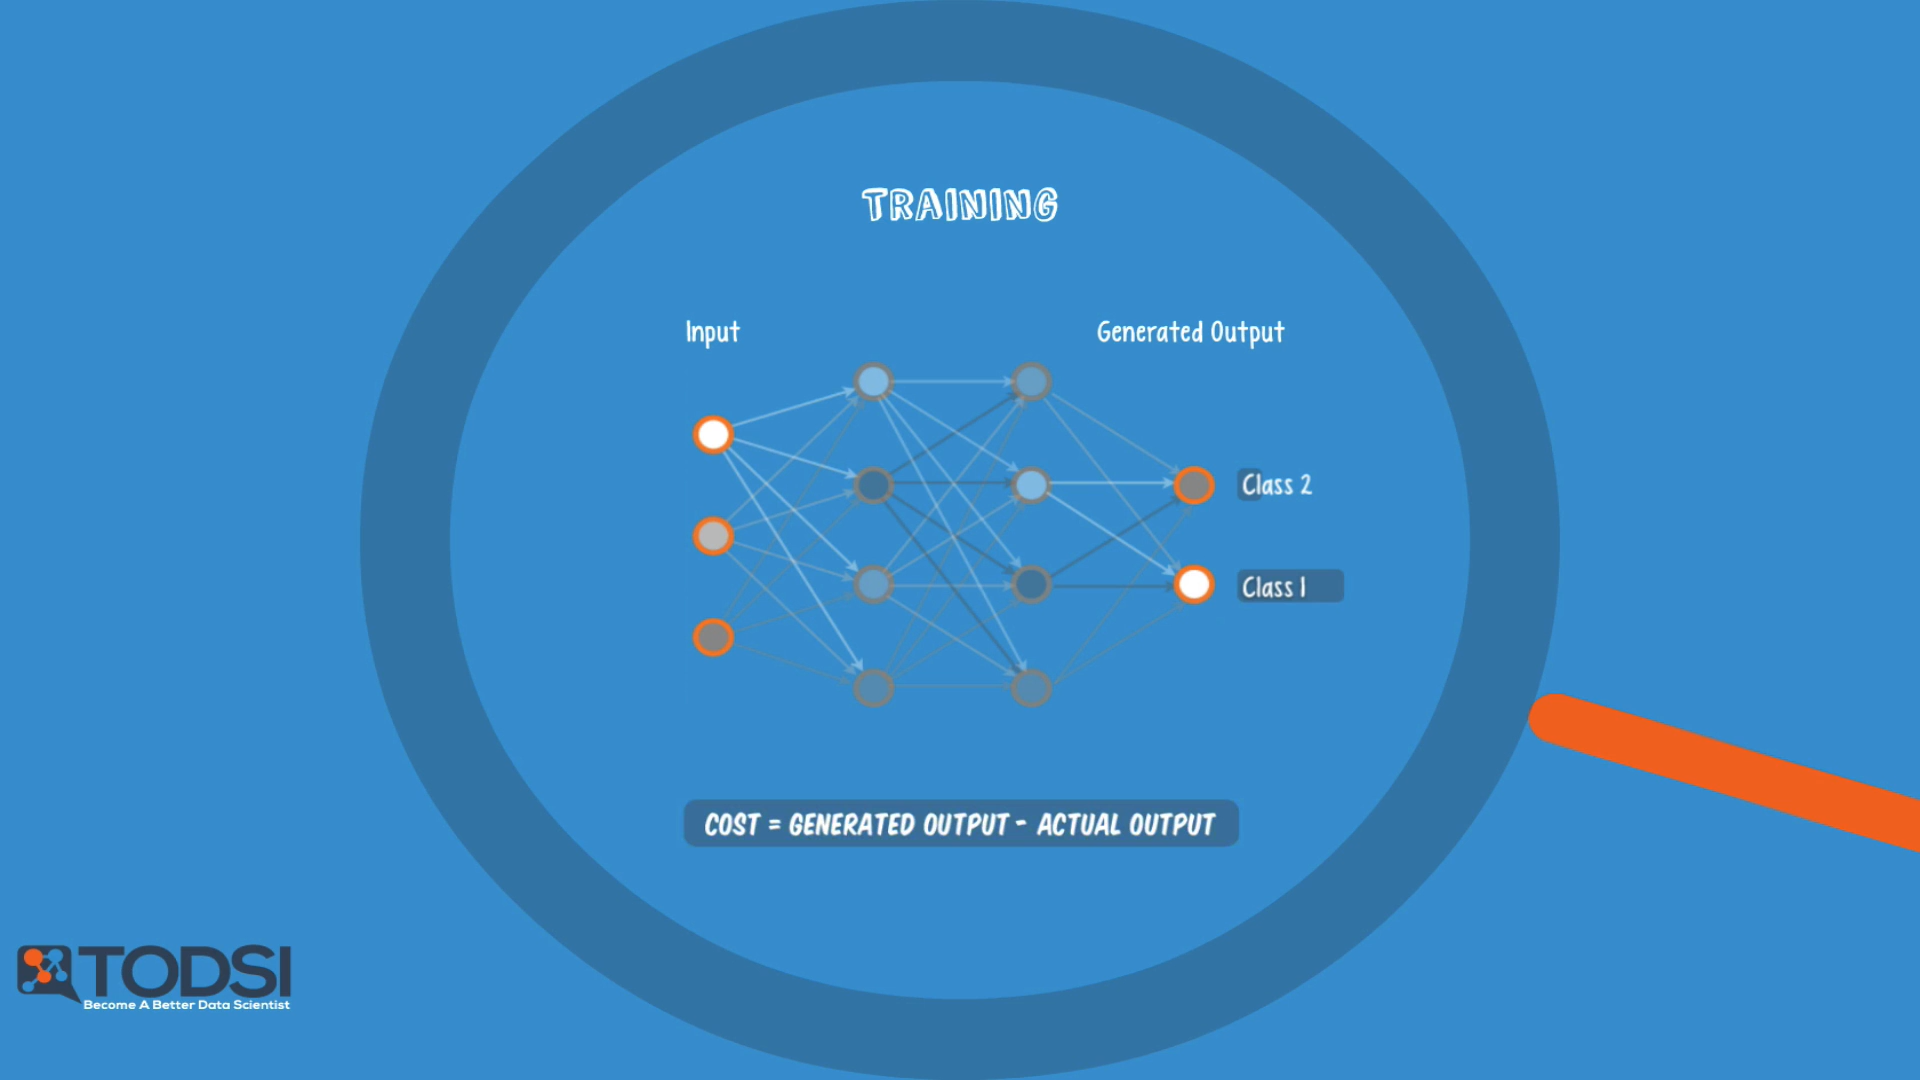 TRAINING
Input
Generated Output
Class 2
Class 1
COST = GENERATED OUTPUT - ACTUAL OUTPUT
TODSI
Become A Better Data Scientist